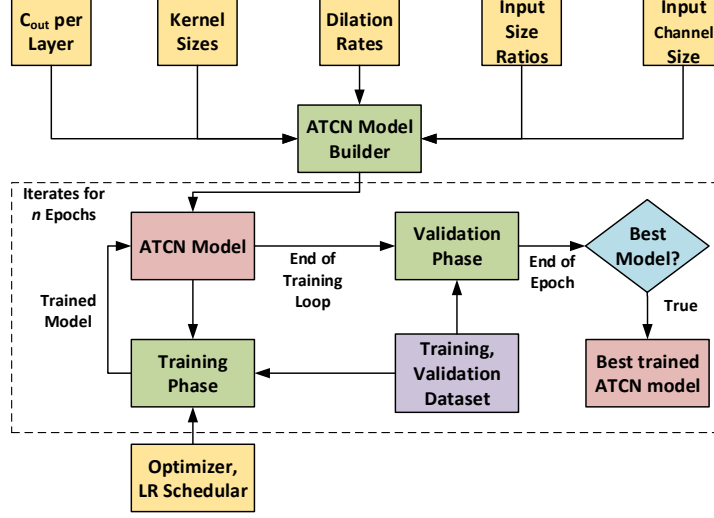 C_out per
Layer
Kernel
Sizes
Dilation
Rates
Input
Size
Ratios
Input
Channel
Size
ATCN Model
Builder
Iterates for
n Epochs
ATCN Model
End of
Training
Loop
Validation
Phase
End of
Epoch
Best
Model?
Trained
Model
True
Training
Phase
Training,
Validation
Dataset
Best trained
ATCN model
Optimizer,
LR Schedular